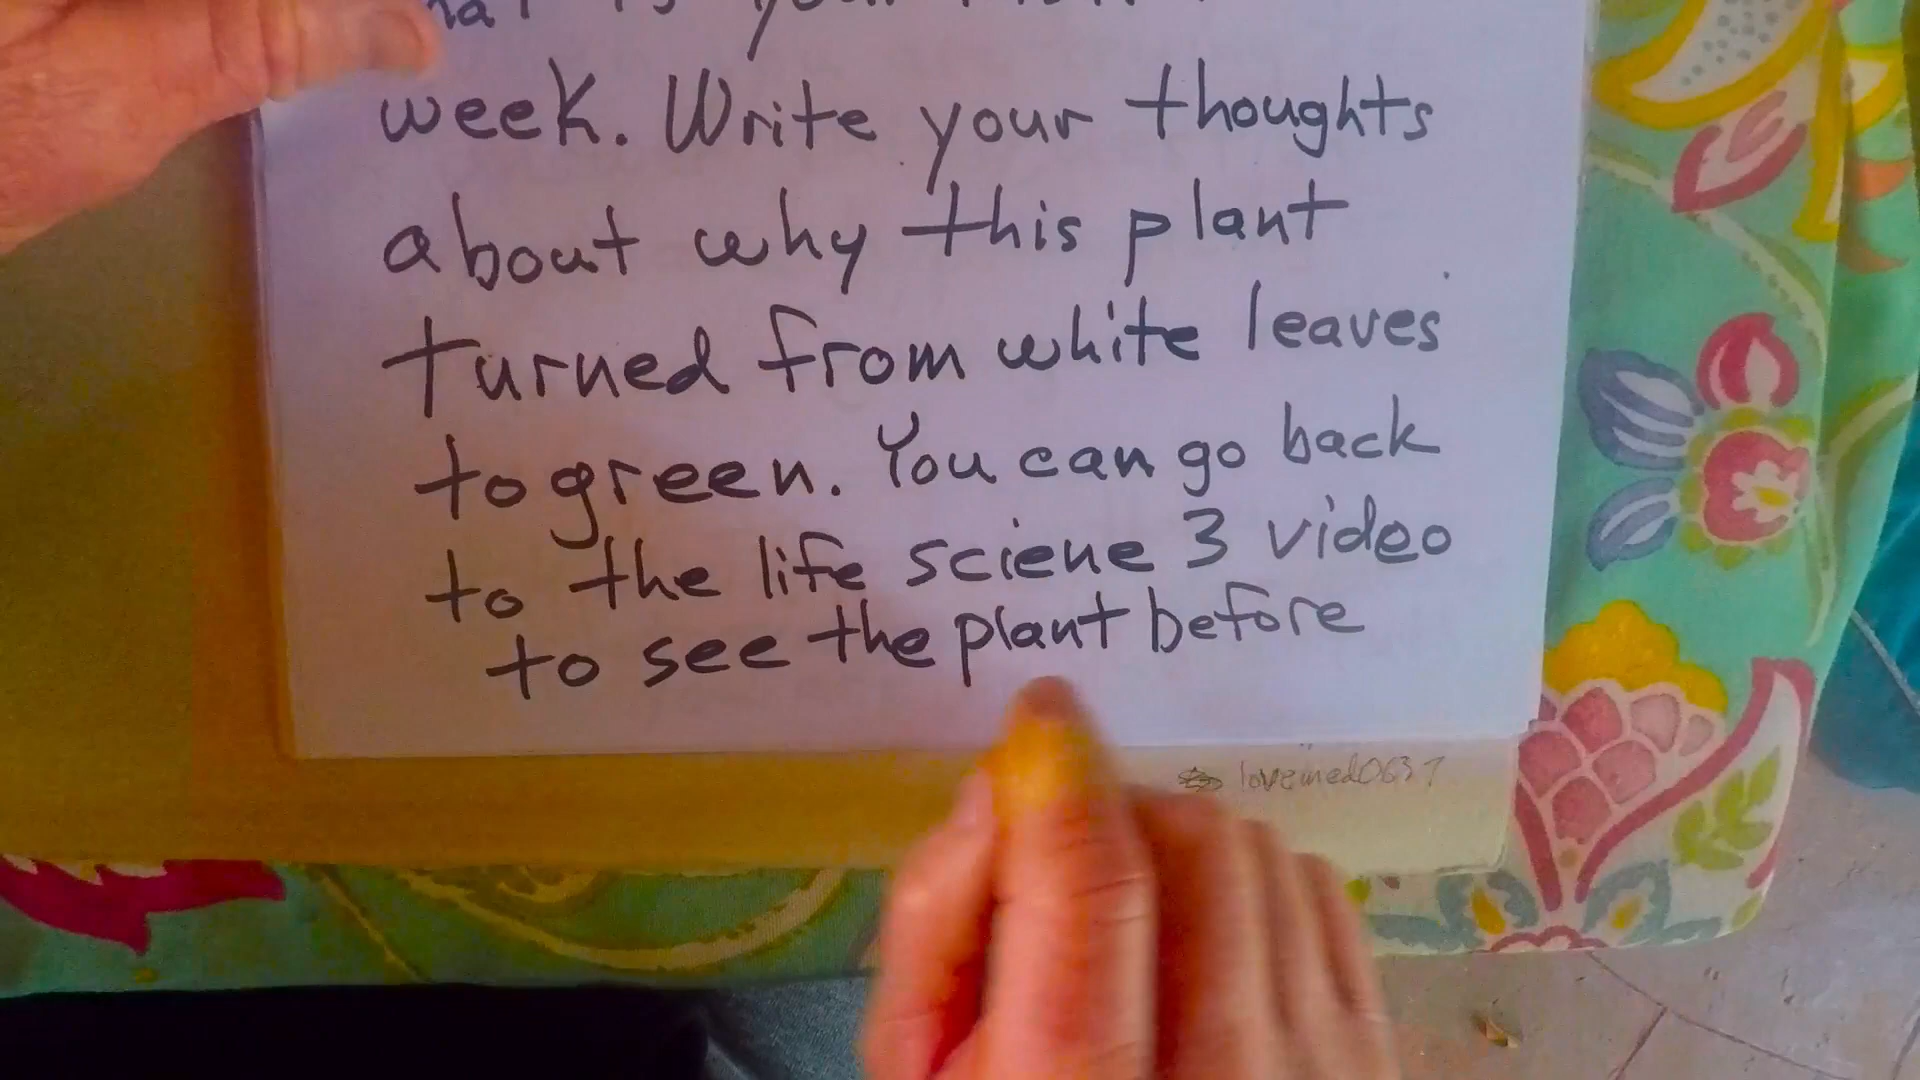 week. Write your thoughts
about why this plant
turned from white leaves
to green. You can go back
to the life sciene 3 video
to see the plant before